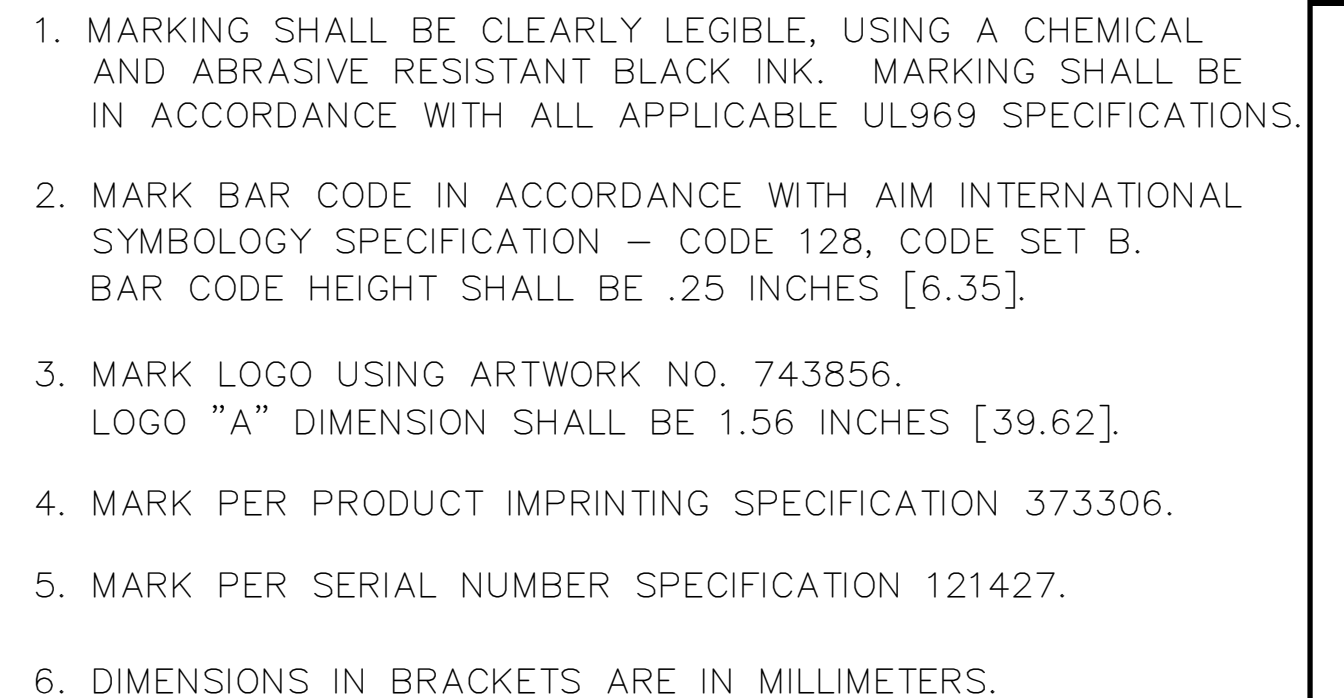 1. MARKING SHALL BE CLEARLY LEGIBLE, USING A CHEMICAL
AND ABRASIVE RESISTANT BLACK INK. MARKING SHALL BE
IN ACCORDANCE WITH ALL APPLICABLE UL969 SPECIFICATIONS.
2. MARK BAR CODE IN ACCORDANCE WITH AIM INTERNATIONAL
SYMBOLOGY SPECIFICATION – CODE 128, CODE SET B.
BAR CODE HEIGHT SHALL BE .25 INCHES [6.35].
3. MARK LOGO USING ARTWORK NO. 743856.
LOGO "A" DIMENSION SHALL BE 1.56 INCHES [39.62].
4. MARK PER PRODUCT IMPRINTING SPECIFICATION 373306.
5. MARK PER SERIAL NUMBER SPECIFICATION 121427.
6. DIMENSIONS IN BRACKETS ARE IN MILLIMETERS.